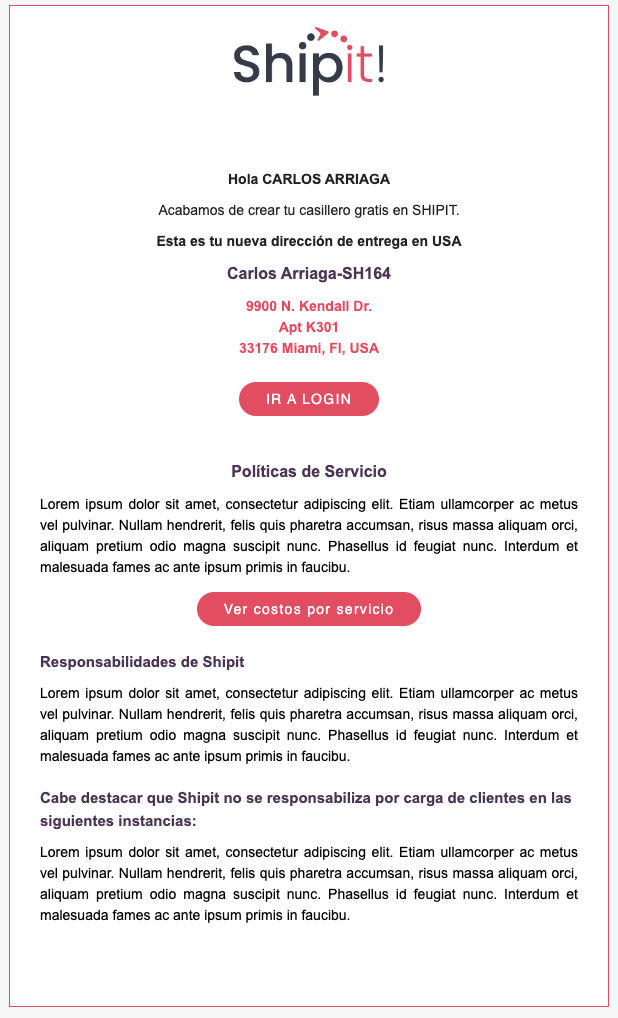 Shipit!
Hola CARLOS ARRIAGA
Acabamos de crear tu casillero gratis en SHIPIT.
Esta es tu nueva dirección de entrega en USA
Carlos Arriaga-SH164
9900 N. Kendall Dr.
Apt K301
33176 Miami, Fl, USA
IR A LOGIN
Políticas de Servicio
Lorem ipsum dolor sit amet, consectetur adipiscing elit. Etiam ullamcorper ac metus
vel pulvinar. Nullam hendrerit, felis quis pharetra accumsan, risus massa aliquam orci,
aliquam pretium odio magna suscipit nunc. Phasellus id feugiat nunc. Interdum et
malesuada fames ac ante ipsum primis in faucibu.
Ver costos por servicio
Responsabilidades de Shipit
Lorem ipsum dolor sit amet, consectetur adipiscing elit. Etiam ullamcorper ac metus
vel pulvinar. Nullam hendrerit, felis quis pharetra accumsan, risus massa aliquam orci,
aliquam pretium odio magna suscipit nunc. Phasellus id feugiat nunc. Interdum et
malesuada fames ac ante ipsum primis in faucibu.
Cabe destacar que Shipit no se responsabiliza por carga de clientes en las
siguientes instancias:
Lorem ipsum dolor sit amet, consectetur adipiscing elit. Etiam ullamcorper ac metus
vel pulvinar. Nullam hendrerit, felis quis pharetra accumsan, risus massa aliquam orci,
aliquam pretium odio magna suscipit nunc. Phasellus id feugiat nunc. Interdum et
malesuada fames ac ante ipsum primis in faucibu.